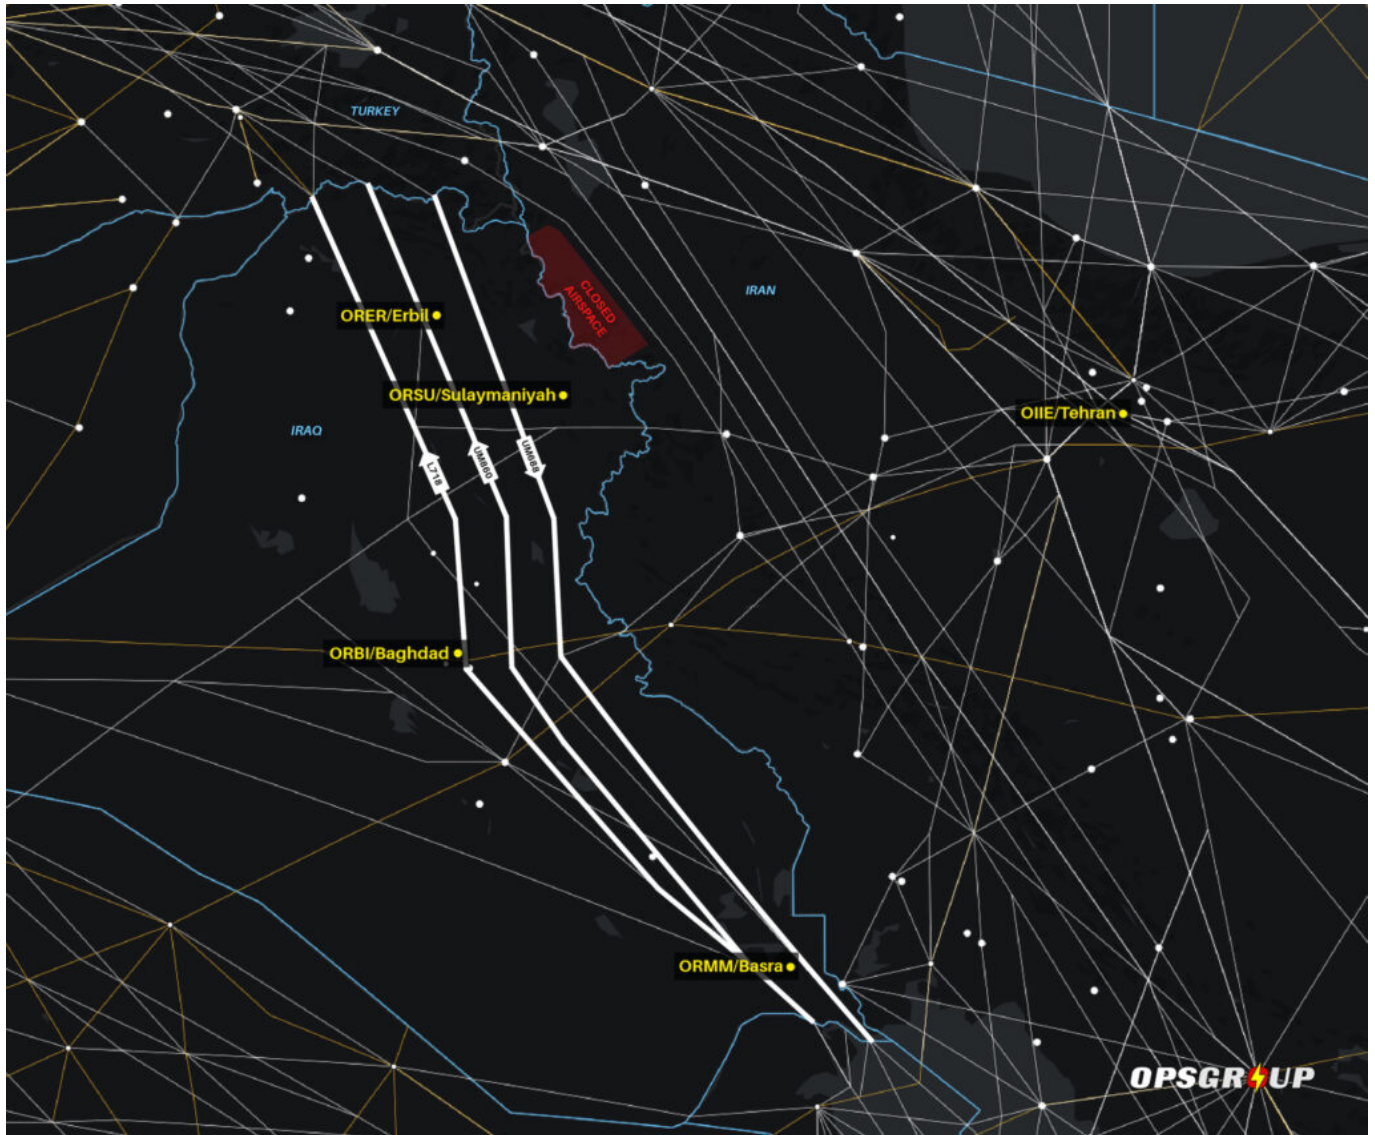 TURKEY
CLOSED
AIRSPACE
IRAN
ORER/Erbil
ORSU/Sulaymaniyah
OIIE/Tehran
IRAQ
L718
UM860
UM688
ORBI/Baghdad
ORMM/Basra
OPSGROUP